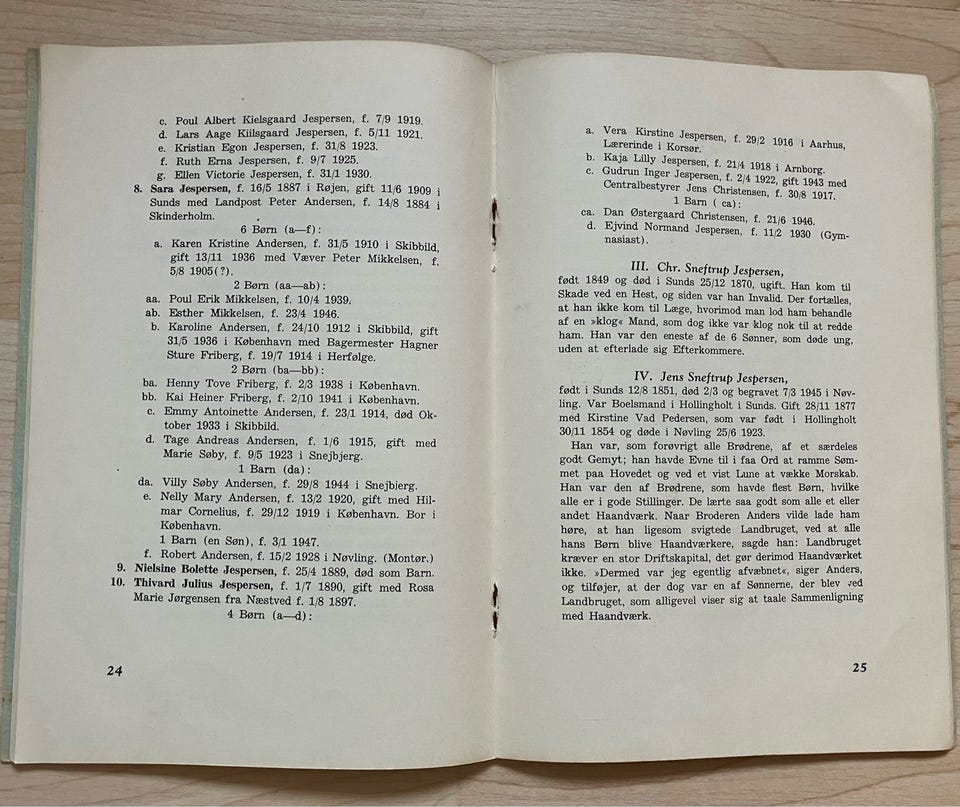 c. Poul Albert Kielsgaard Jespersen, f. 7/9 1919.
d. Lars Aage Kiilsgaard Jespersen, f. 5/11 1921.
e. Kristian Egon Jespersen, f. 31/8 1923.
f. Ruth Erna Jespersen, f. 9/7 1925.
g. Ellen Victorie Jespersen, f. 31/1 1930.
8. Sara Jespersen, f. 16/5 1887 i Røjen, gift 11/6 1909 i
Sunds med Landpost Peter Andersen, f. 14/8 1884 i
Skinderholm.
6 Børn (a—f):
a. Karen Kristine Andersen, f. 31/5 1910 i Skibbild,
gift 13/11 1936 med Væver Peter Mikkelsen, f.
5/8 1905(?).
2 Børn (aa—ab):
aa. Poul Erik Mikkelsen, f. 10/4 1939.
ab. Esther Mikkelsen, f. 23/4 1946.
b. Karoline Andersen, f. 24/10 1912 i Skibbild, gift
31/5 1936 i København med Bagermester Hagner
Sture Friberg, f. 19/7 1914 i Herfølge.
2 Børn (ba—bb):
ba. Henny Tove Friberg, f. 2/3 1938 i København.
bb. Kai Heiner Friberg, f. 2/10 1941 i København.
c. Emmy Antoinette Andersen, f. 23/1 1914, død Ok-
tober 1933 i Skibbild.
d. Tage Andreas Andersen, f. 1/6 1915, gift med
Marie Søby, f. 9/5 1923 i Snejbjerg.
1 Barn (da):
da. Villy Søby Andersen, f. 29/8 1944 i Snejbjerg.
e. Nelly Mary Andersen, f. 13/2 1920, gift med Hil-
mar Cornelius, f. 29/12 1919 i København. Bor i
København.
1 Barn (en Søn), f. 3/1 1947.
f. Robert Andersen, f. 15/2 1928 i Nøvling. (Montør.)
9. Nielsine Bolette Jespersen, f. 25/4 1889, død som Barn.
10. Thivard Julius Jespersen, f. 1/7 1890, gift med Rosa
Marie Jørgensen fra Næstved f. 1/8 1897.
4 Børn (a—d):
24
a. Vera Kirstine Jespersen, f. 29/2 1916 i Aarhus,
Lærerinde i Korsør.
b. Kaja Lilly Jespersen, f. 21/4 1918 i Arnborg.
c. Gudrun Inger Jespersen, f. 2/4 1922, gift 1943 med
Centralbestyrer Jens Christensen, f. 30/8 1917.
1 Barn ( ca):
ca. Dan Østergaard Christensen, f. 21/6 1946.
d. Ejvind Normand Jespersen, f. 11/2 1930 (Gym-
nasiast).
III. Chr. Sneftrup Jespersen,
født 1849 og død i Sunds 25/12 1870, ugift. Han kom til
Skade ved en Hest, og siden var han Invalid. Der fortælles,
at han ikke kom til Læge, hvorimod man lod ham behandle
af en »klog« Mand, som dog ikke var klog nok til at redde
ham. Han var den eneste af de 6 Sønner, som døde ung,
uden at efterlade sig Efterkommere.
IV. Jens Sneftrup Jespersen,
født i Sunds 12/8 1851, død 2/3 og begravet 7/3 1945 i Nøv-
ling. Var Boelsmand i Hollingholt i Sunds. Gift 28/11 1877
med Kirstine Vad Pedersen, som var født i Hollingholt
30/11 1854 og døde i Nøvling 25/6 1923.
Han var, som forøvrigt alle Brødrene, af et særdeles
godt Gemyt; han havde Evne til i faa Ord at ramme Søm-
met paa Hovedet og ved et vist Lune at vække Morskab.
Han var den af Brødrene, som havde flest Børn, hvilke
alle er i gode Stillinger. De lærte saa godt som alle et eller
andet Haandværk. Naar Broderen Anders vilde lade ham
høre, at han ligesom svigtede Landbruget, ved at alle
hans Børn blive Haandværkere, sagde han: Landbruget
kræver en stor Driftskapital, det gør derimod Haandværket
ikke. »Dermed var jeg egentlig afvæbnet«, siger Anders,
og tilføjer, at der dog var en af Sønnerne, der blev ved
Landbruget, som alligevel viser sig at taale Sammenligning
med Haandværk.
25